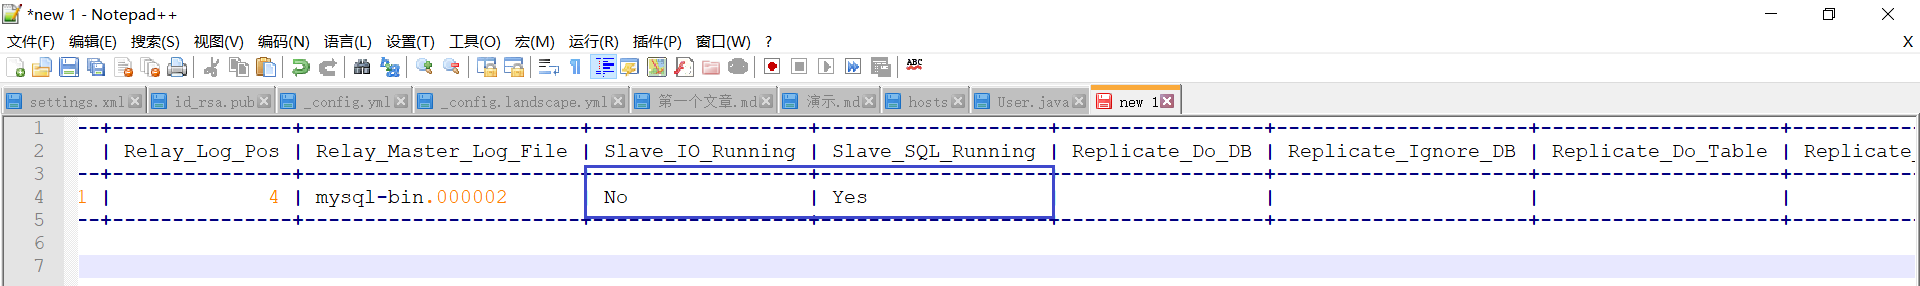 *new 1 - Notepad++
文件(F) 编辑(E) 搜索(S) 视图(V) 编码(N) 语言(L) 设置(T) 工具(O) 宏(M) 运行(R) 插件(P) 窗口(W) ? X
ABC
settings.xml id_rsa.pub _config.yml _config.landscape.yml 第一个文章.md 演示.md hosts User.java new 1
1 --+---------------+-----------------------+------------------+-------------------+-----------------+---------------------+--------------------+----------
2 | Relay_Log_Pos | Relay_Master_Log_File | Slave_IO_Running | Slave_SQL_Running | Replicate_Do_DB | Replicate_Ignore_DB | Replicate_Do_Table | Replicate_
3 --+---------------+-----------------------+------------------+-------------------+-----------------+---------------------+--------------------+----------
4 1 | 4 | mysql-bin.000002 | No | Yes | | | |
5 --+---------------+-----------------------+------------------+-------------------+-----------------+---------------------+--------------------+----------
6
7